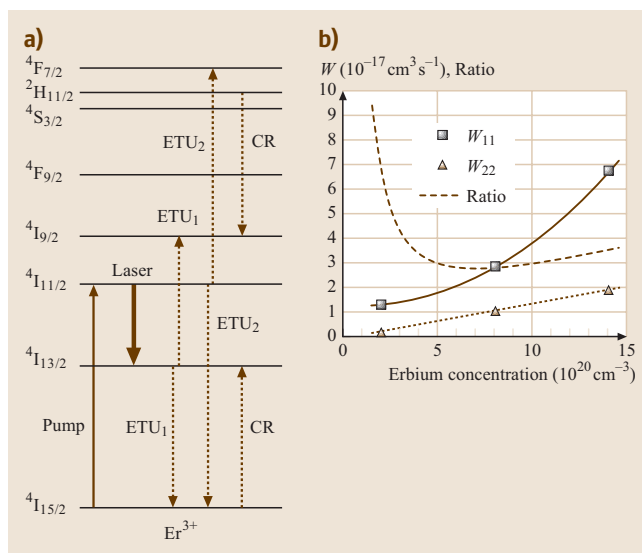 a)
⁴F₇/₂
²H₁₁/₂
⁴S₃/₂
ETU₂
CR
⁴F₉/₂
ETU₁
⁴I₉/₂
Laser
⁴I₁₁/₂
ETU₂
⁴I₁₃/₂
Pump
ETU₁
CR
⁴I₁₅/₂
Er³⁺
b)
W (10⁻¹⁷ cm³ s⁻¹), Ratio
10
9
8
7
6
5
4
3
2
1
0
W₁₁
W₂₂
Ratio
0 5 10 15
Erbium concentration (10²⁰ cm⁻³)